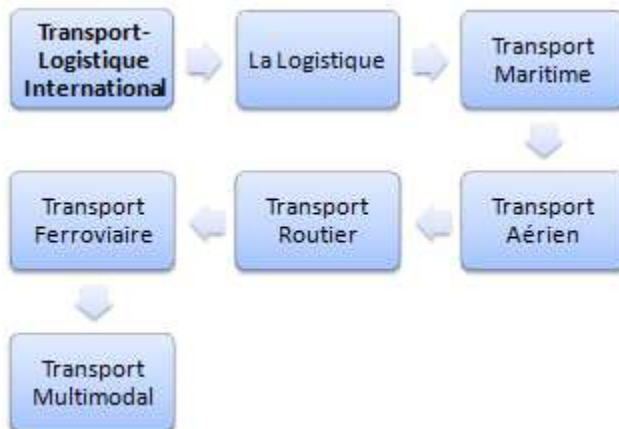 Transport-
Logistique
International
La Logistique
Transport
Maritime
Transport
Aérien
Transport
Routier
Transport
Ferroviaire
Transport
Multimodal